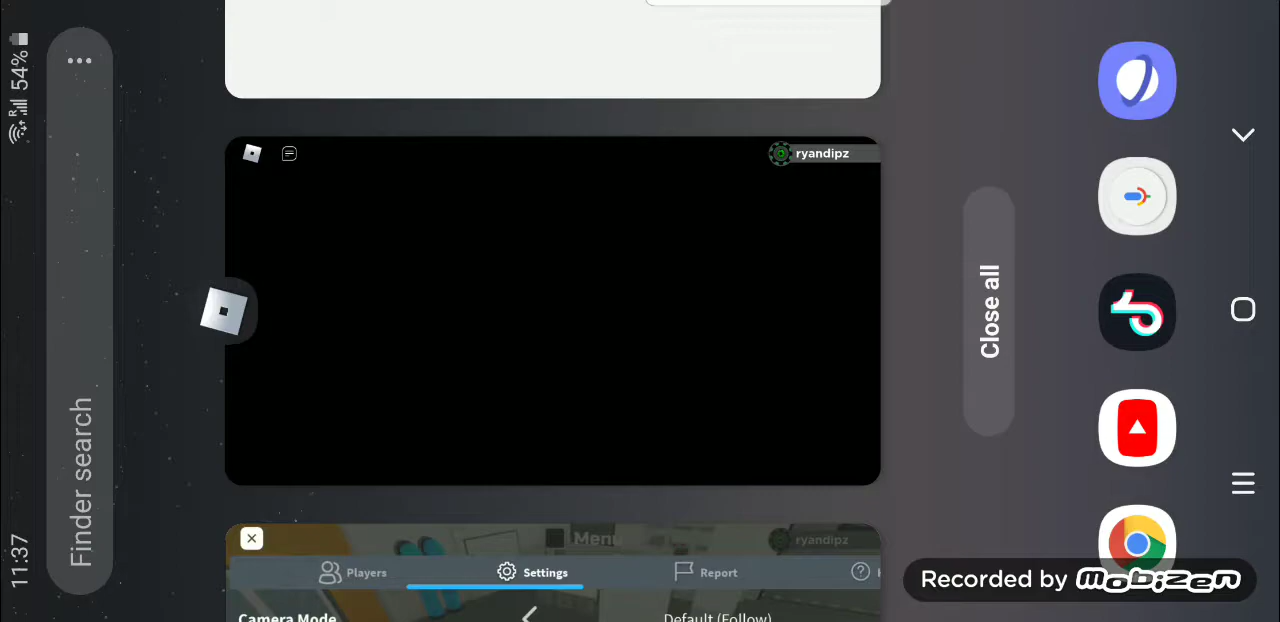 11:37
54%
R
Finder search
ryandipz
Menu
ryandipz
Players
Settings
Report
Camera Mode
Default (Follow)
Close all
Recorded by mobizen